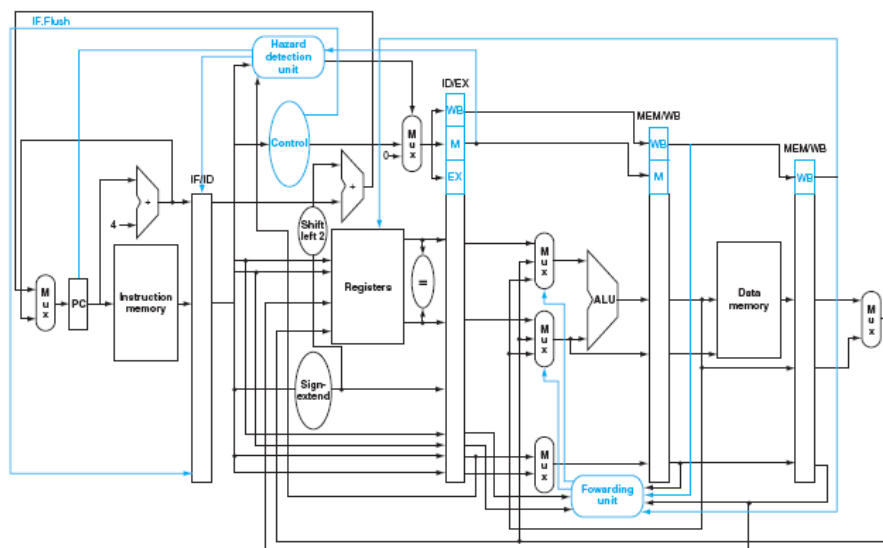 IF.Flush
Hazard
detection
unit
ID/EX
WB
MEM/WB
Control
M
u
x
M
WB
MEM/WB
0
IF/ID
+
EX
M
WB
+
4
Shift
left 2
M
u
x
PC
Instruction
memory
Registers
=
M
u
x
ALU
M
u
x
Data
memory
M
u
x
Sign-
extend
M
u
x
Fowarding
unit